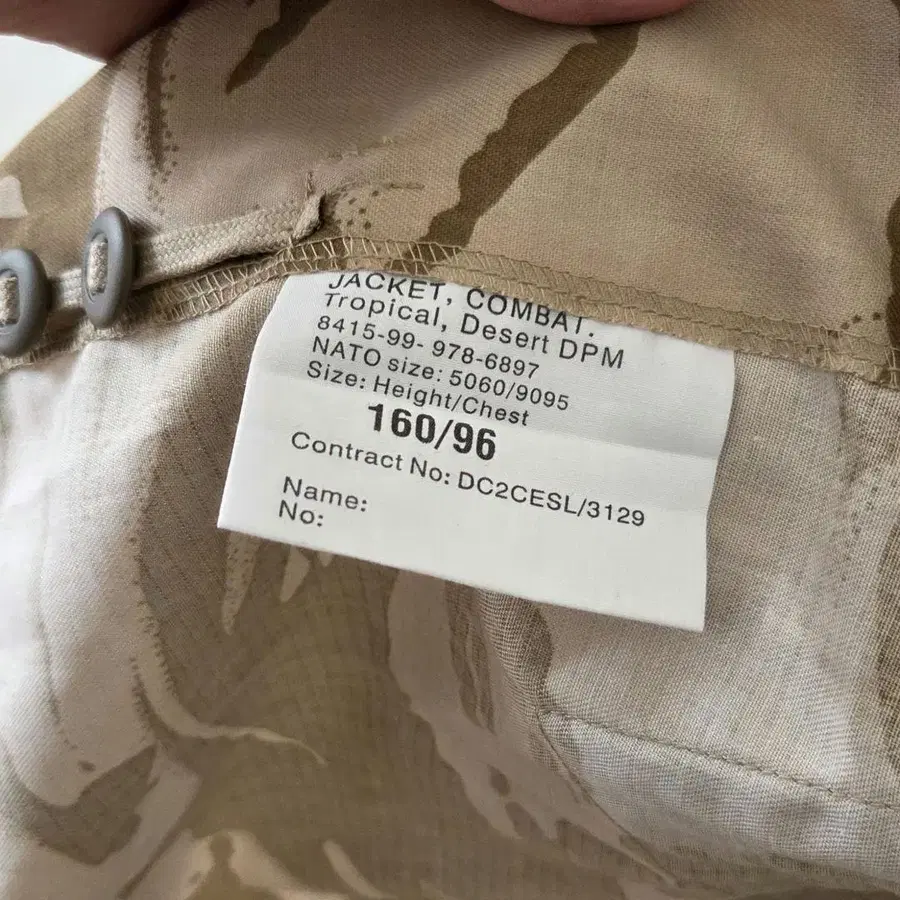 JACKET, COMBAT.
Tropical, Desert DPM
8415-99- 978-6897
NATO size: 5060/9095
Size: Height/Chest
160/96
Contract No: DC2CESL/3129
Name:
No: